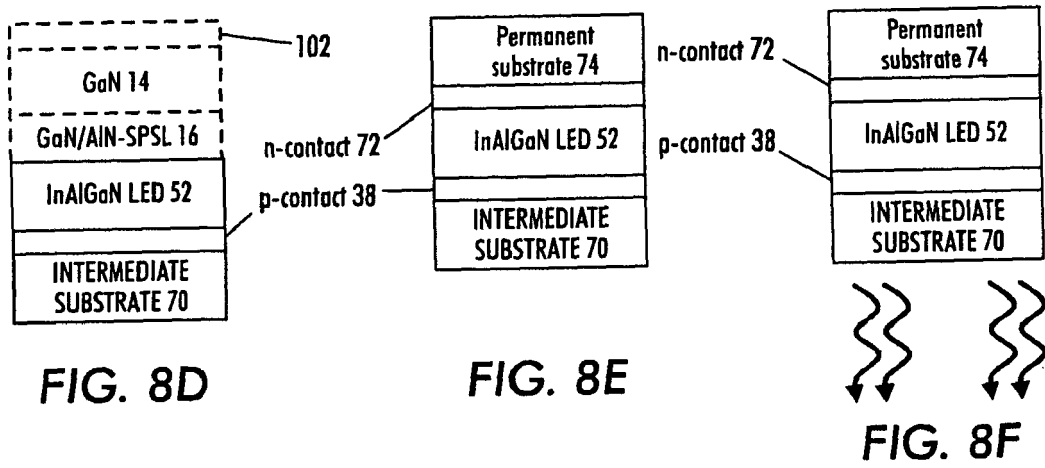 102
GaN 14
GaN/AlN-SPSL 16
InAlGaN LED 52
INTERMEDIATE
SUBSTRATE 70
FIG. 8D
n-contact 72
p-contact 38
Permanent
substrate 74
InAlGaN LED 52
INTERMEDIATE
SUBSTRATE 70
FIG. 8E
n-contact 72
p-contact 38
Permanent
substrate 74
InAlGaN LED 52
INTERMEDIATE
SUBSTRATE 70
FIG. 8F